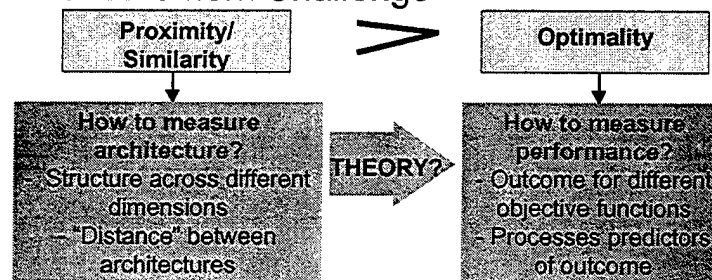 Challenge
Proximity/
Similarity
>
Optimality
How to measure
architecture?
– Structure across different
dimensions
– "Distance" between
architectures
THEORY?
How to measure
performance?
- Outcome for different
objective functions
- Processes predictors
of outcome